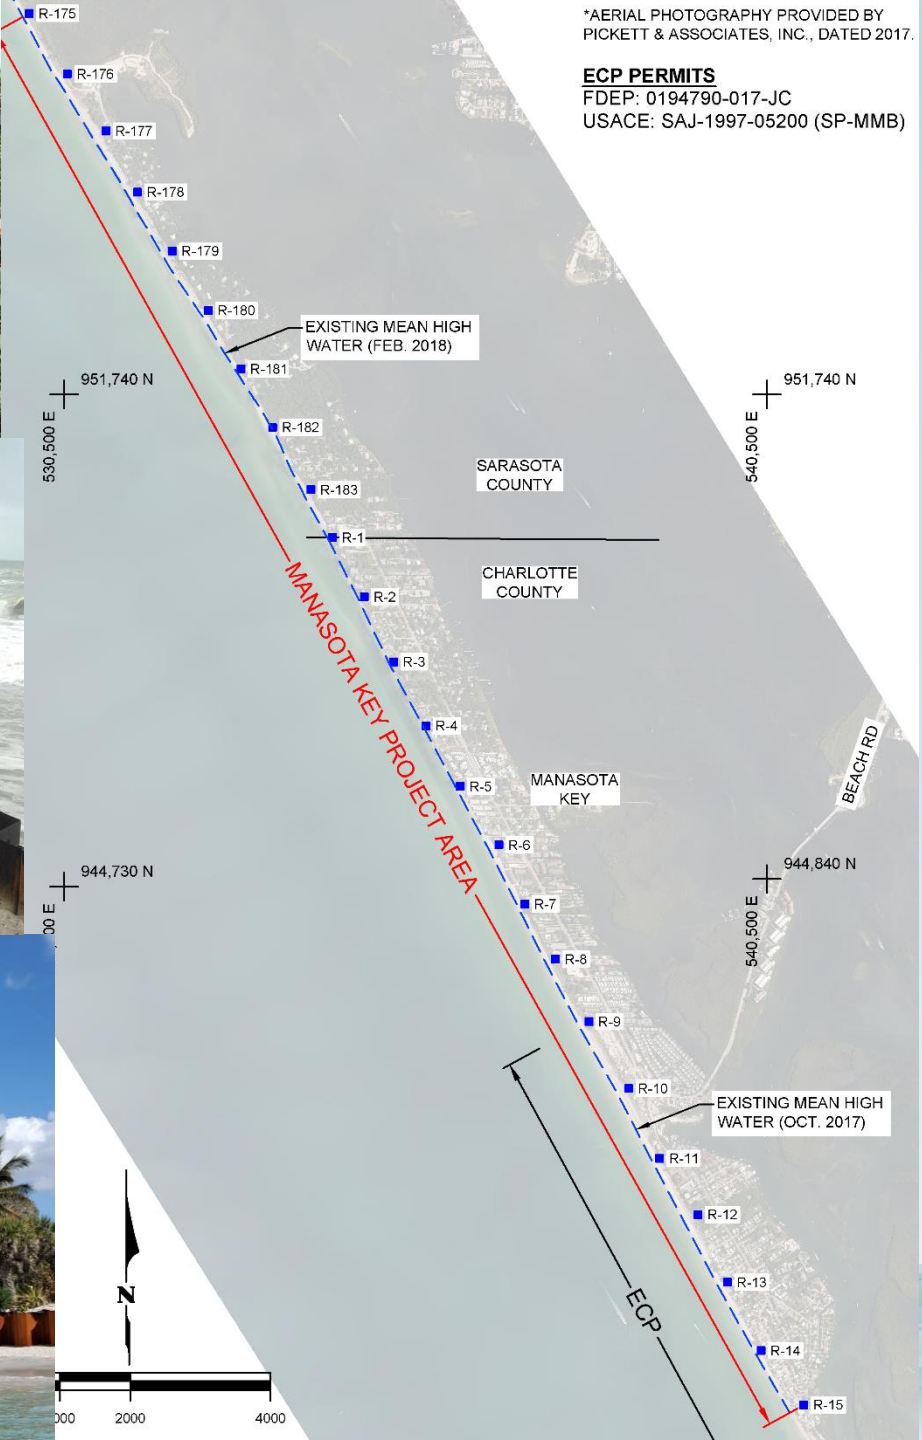 *AERIAL PHOTOGRAPHY PROVIDED BY
PICKETT & ASSOCIATES, INC., DATED 2017.
ECP PERMITS
FDEP: 0194790-017-JC
USACE: SAJ-1997-05200 (SP-MMB)
R-175
R-176
R-177
R-178
R-179
R-180
EXISTING MEAN HIGH
WATER (FEB. 2018)
R-181
951,740 N
530,500 E
951,740 N
540,500 E
R-182
SARASOTA
COUNTY
R-183
R-1
CHARLOTTE
COUNTY
R-2
MANASOTA KEY PROJECT AREA
R-3
R-4
R-5
MANASOTA
KEY
BEACH RD
R-6
944,730 N
00 E
944,840 N
540,500 E
R-7
R-8
R-9
R-10
EXISTING MEAN HIGH
WATER (OCT. 2017)
R-11
R-12
R-13
ECP
N
R-14
R-15
000
2000
4000